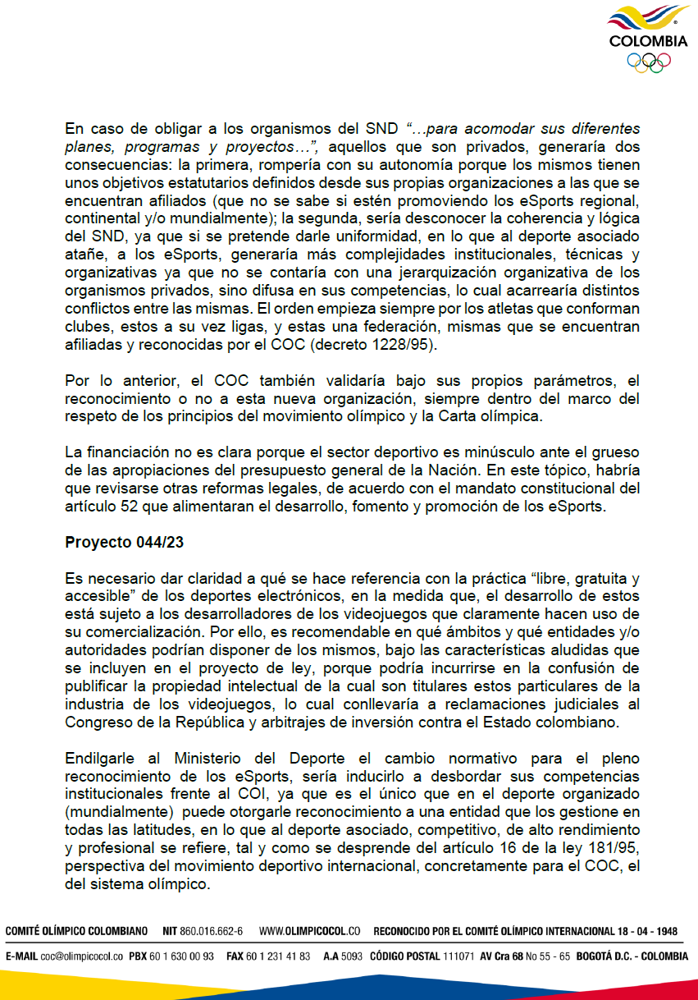 COLOMBIA
En caso de obligar a los organismos del SND “…para acomodar sus diferentes
planes, programas y proyectos…”, aquellos que son privados, generaría dos
consecuencias: la primera, rompería con su autonomía porque los mismos tienen
unos objetivos estatutarios definidos desde sus propias organizaciones a las que se
encuentran afiliados (que no se sabe si estén promoviendo los eSports regional,
continental y/o mundialmente); la segunda, sería desconocer la coherencia y lógica
del SND, ya que si se pretende darle uniformidad, en lo que al deporte asociado
atañe, a los eSports, generaría más complejidades institucionales, técnicas y
organizativas ya que no se contaría con una jerarquización organizativa de los
organismos privados, sino difusa en sus competencias, lo cual acarrearía distintos
conflictos entre las mismas. El orden empieza siempre por los atletas que conforman
clubes, estos a su vez ligas, y estas una federación, mismas que se encuentran
afiliadas y reconocidas por el COC (decreto 1228/95).
Por lo anterior, el COC también validaría bajo sus propios parámetros, el
reconocimiento o no a esta nueva organización, siempre dentro del marco del
respeto de los principios del movimiento olímpico y la Carta olímpica.
La financiación no es clara porque el sector deportivo es minúsculo ante el grueso
de las apropiaciones del presupuesto general de la Nación. En este tópico, habría
que revisarse otras reformas legales, de acuerdo con el mandato constitucional del
artículo 52 que alimentaran el desarrollo, fomento y promoción de los eSports.
Proyecto 044/23
Es necesario dar claridad a qué se hace referencia con la práctica “libre, gratuita y
accesible” de los deportes electrónicos, en la medida que, el desarrollo de estos
está sujeto a los desarrolladores de los videojuegos que claramente hacen uso de
su comercialización. Por ello, es recomendable en qué ámbitos y qué entidades y/o
autoridades podrían disponer de los mismos, bajo las características aludidas que
se incluyen en el proyecto de ley, porque podría incurrirse en la confusión de
publificar la propiedad intelectual de la cual son titulares estos particulares de la
industria de los videojuegos, lo cual conllevaría a reclamaciones judiciales al
Congreso de la República y arbitrajes de inversión contra el Estado colombiano.
Endilgarle al Ministerio del Deporte el cambio normativo para el pleno
reconocimiento de los eSports, sería inducirlo a desbordar sus competencias
institucionales frente al COI, ya que es el único que en el deporte organizado
(mundialmente) puede otorgarle reconocimiento a una entidad que los gestione en
todas las latitudes, en lo que al deporte asociado, competitivo, de alto rendimiento
y profesional se refiere, tal y como se desprende del artículo 16 de la ley 181/95,
perspectiva del movimiento deportivo internacional, concretamente para el COC, el
del sistema olímpico.
COMITÉ OLÍMPICO COLOMBIANO NIT 860.016.662-6 WWW.OLIMPICOCOL.CO RECONOCIDO POR EL COMITÉ OLÍMPICO INTERNACIONAL 18 - 04 - 1948
E-MAIL coc@olimpicocol.co PBX 60 1 630 00 93 FAX 60 1 231 41 83 A.A 5093 CÓDIGO POSTAL 111071 AV Cra 68 No 55 - 65 BOGOTÁ D.C. - COLOMBIA